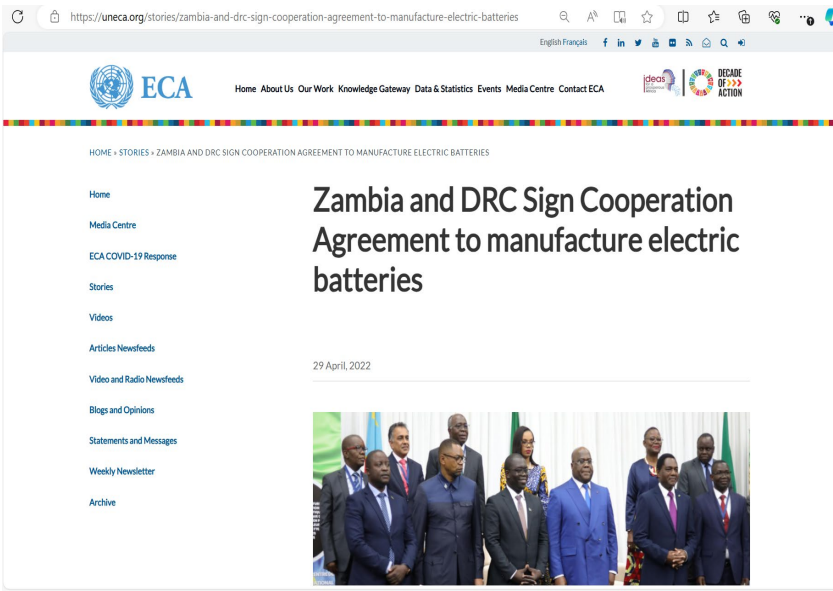 https://uneca.org/stories/zambia-and-drc-sign-cooperation-agreement-to-manufacture-electric-batteries
English Français
ECA
Home About Us Our Work Knowledge Gateway Data & Statistics Events Media Centre Contact ECA
ideas
DECADE
OF >>>
ACTION
HOME » STORIES » ZAMBIA AND DRC SIGN COOPERATION AGREEMENT TO MANUFACTURE ELECTRIC BATTERIES
Home
Media Centre
ECA COVID-19 Response
Stories
Videos
Articles Newsfeeds
Video and Radio Newsfeeds
Blogs and Opinions
Statements and Messages
Weekly Newsletter
Archive
Zambia and DRC Sign Cooperation
Agreement to manufacture electric
batteries
29 April, 2022